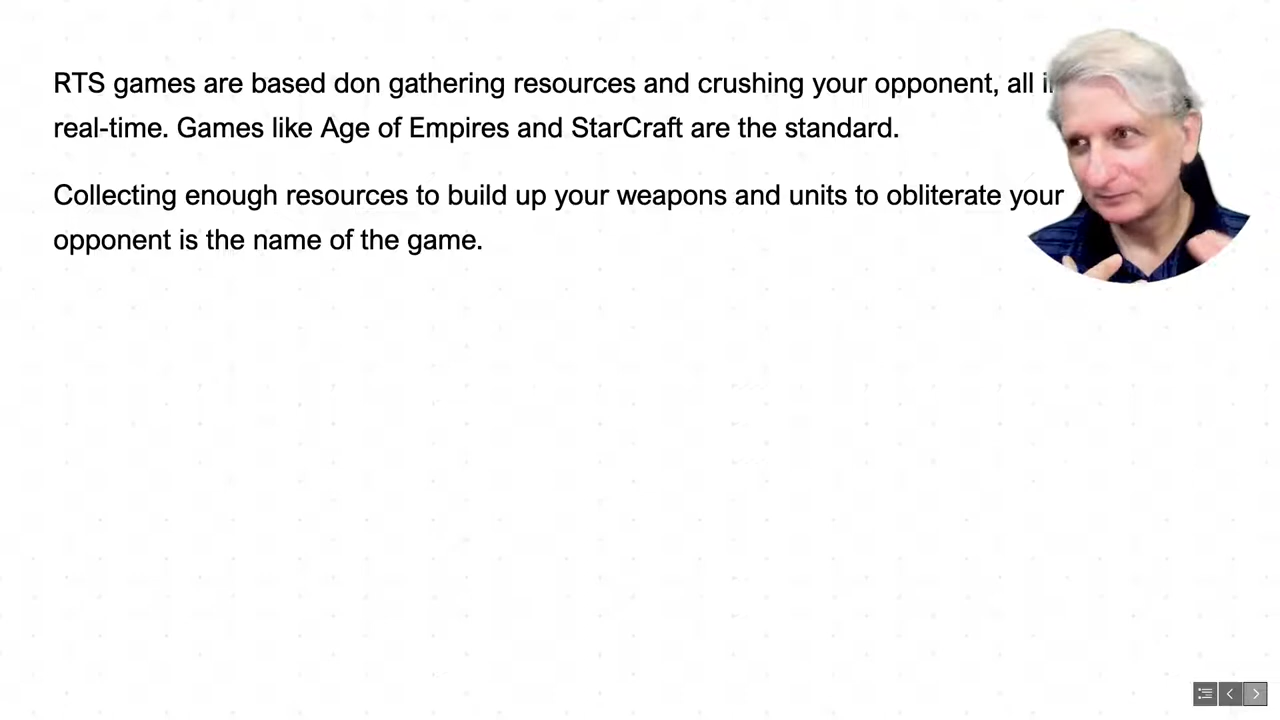 RTS games are based don gathering resources and crushing your opponent, all
real-time. Games like Age of Empires and StarCraft are the standard.
Collecting enough resources to build up your weapons and units to obliterate your
opponent is the name of the game.